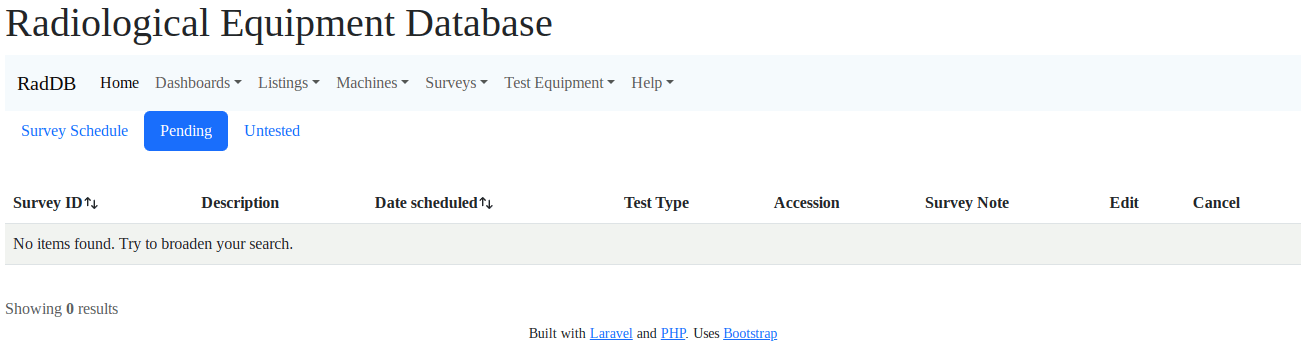 Radiological Equipment Database
RadDB Home Dashboards Listings Machines Surveys Test Equipment Help
Survey Schedule Pending Untested
Survey ID Description Date scheduled Test Type Accession Survey Note Edit Cancel
No items found. Try to broaden your search.
Showing 0 results
Built with Laravel and PHP. Uses Bootstrap